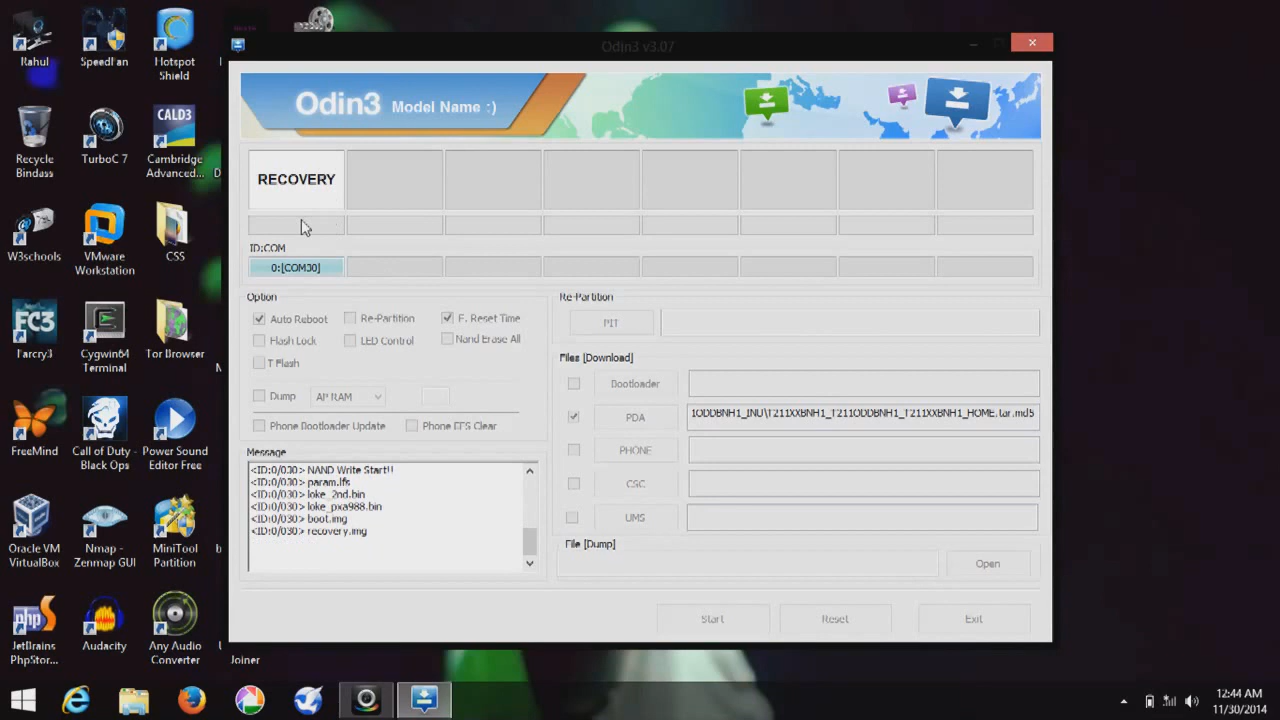 Rahul
SpeedFan
Hotspot
Shield
Recycle
Bindass
TurboC 7
CALD3
Cambridge
Advanced...
W3schools
VMware
Workstation
CSS
FC3
Farcry3
Cygwin64
Terminal
Tor Browser
FreeMind
Call of Duty -
Black Ops
Power Sound
Editor Free
Oracle VM
VirtualBox
Nmap -
Zenmap GUI
MiniTool
Partition
php
JetBrains
PhpStor...
Audacity
Any Audio
Converter
Joiner
Odin3 v3.07
Odin3 Model Name :)
RECOVERY
ID:COM
0:[COM30]
Option
Auto Reboot
Re-Partition
F. Reset Time
Flash Lock
LED Control
Nand Erase All
T Flash
Dump
AP RAM
Phone Bootloader Update
Phone EFS Clear
Message
<ID:0/030> NAND Write Start!!
<ID:0/030> param.lfs
<ID:0/030> loke_2nd.bin
<ID:0/030> loke_pxa988.bin
<ID:0/030> boot.img
<ID:0/030> recovery.img
Re-Partition
PIT
Files [Download]
Bootloader
PDA
1ODDBNH1_INU\T211XXBNH1_T211ODDBNH1_T211XXBNH1_HOME.tar.md5
PHONE
CSC
UMS
File [Dump]
Open
Start
Reset
Exit
12:44 AM
11/30/2014